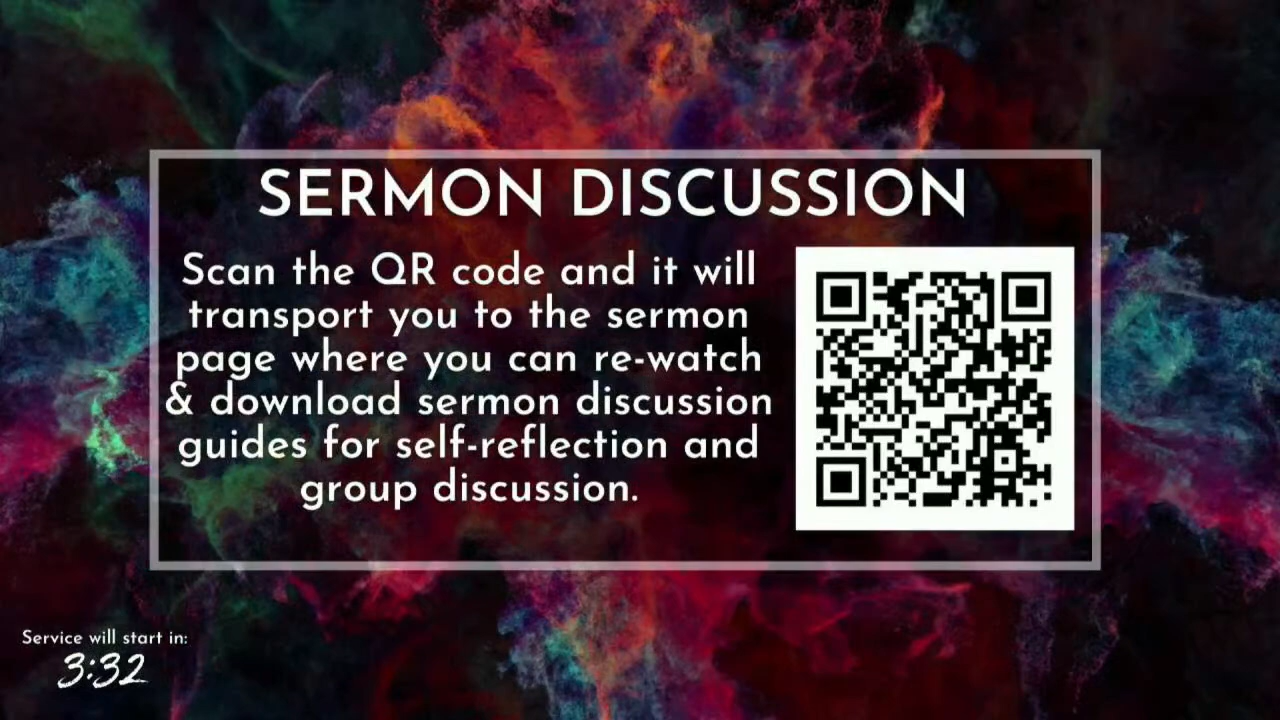 SERMON DISCUSSION
Scan the QR code and it will
transport you to the sermon
page where you can re-watch
& download sermon discussion
guides for self-reflection and
group discussion.
Service will start in:
3:32